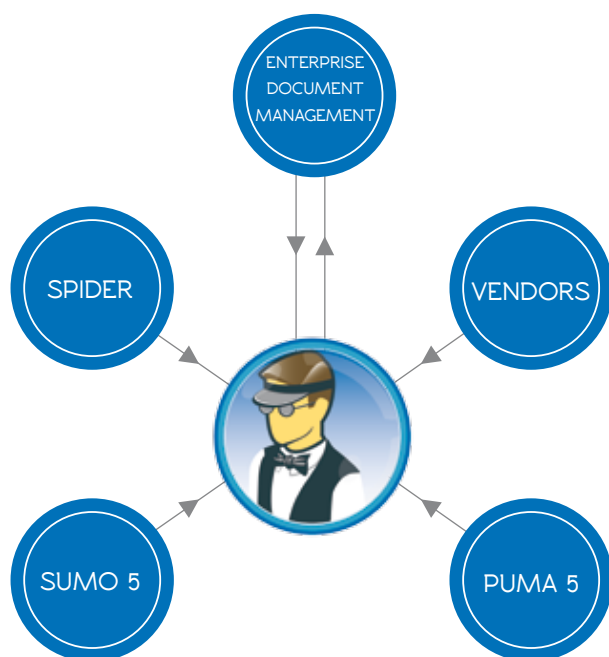 ENTERPRISE
DOCUMENT
MANAGEMENT
SPIDER
VENDORS
SUMO 5
PUMA 5